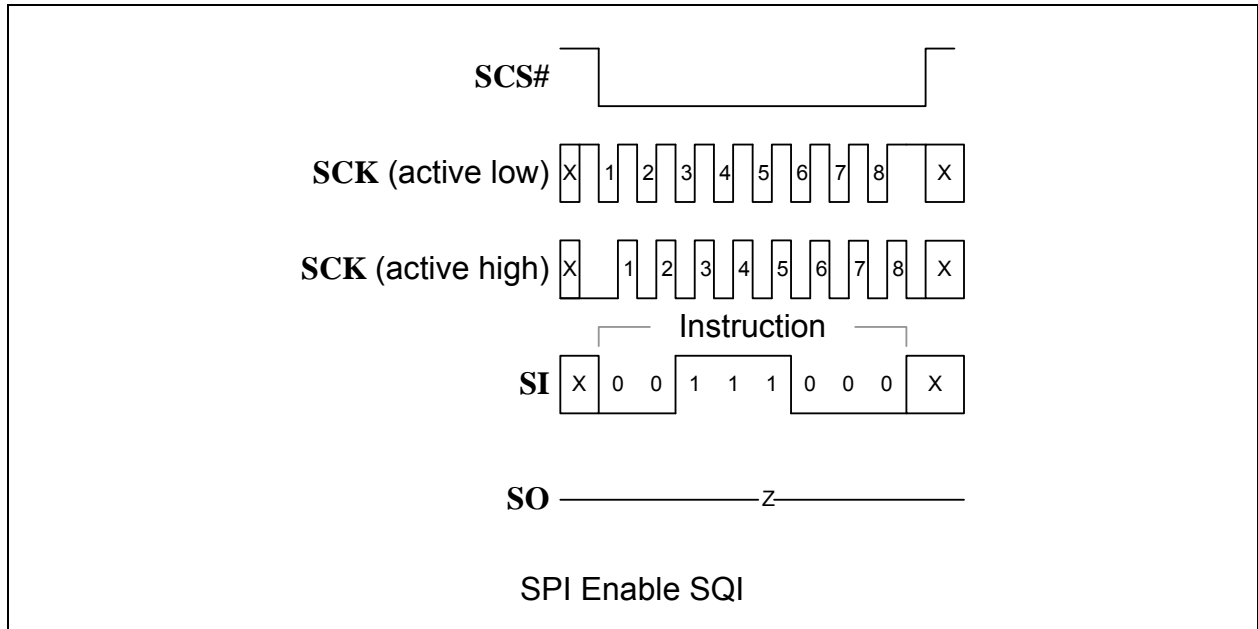 SCS#
SCK (active low) X 1 2 3 4 5 6 7 8 X
SCK (active high) X 1 2 3 4 5 6 7 8 X
Instruction
SI X 0 0 1 1 1 0 0 0 X
SO Z
SPI Enable SQI